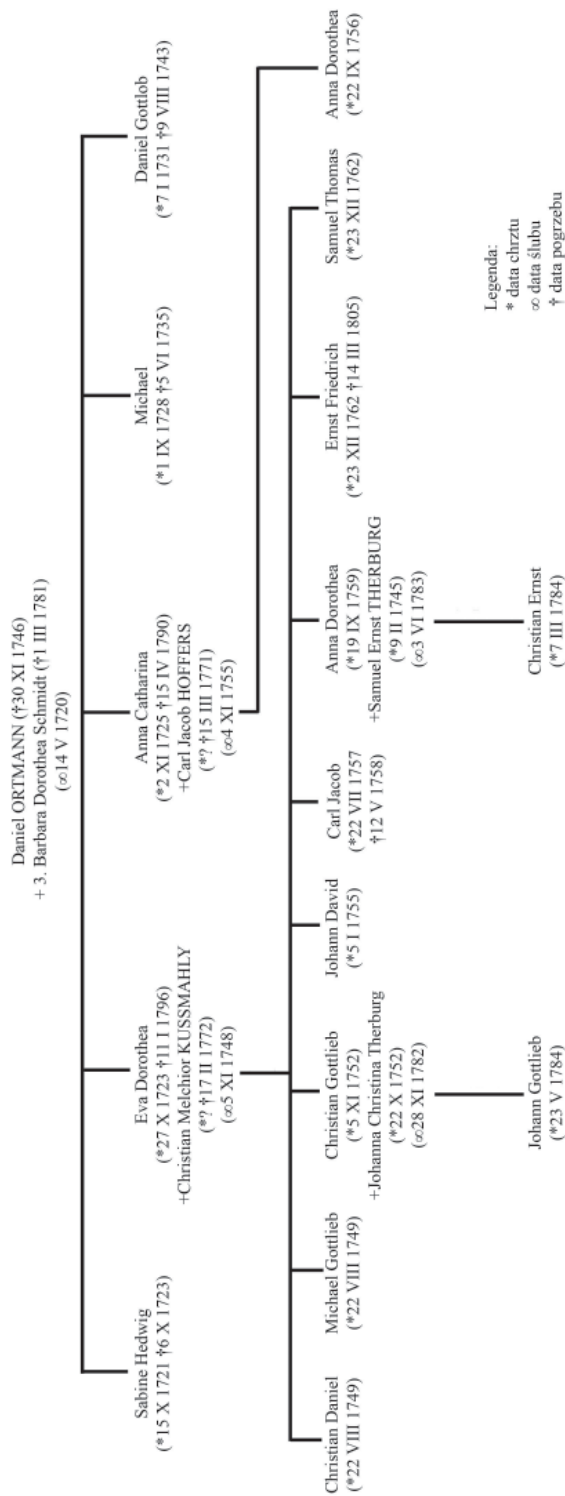 Daniel ORTMANN (†30 XI 1746)
+ 3. Barbara Dorothea Schmidt (†1 III 1781)
(∞14 V 1720)
Sabine Hedwig
(*15 X 1721 †6 X 1723)
Eva Dorothea
(*27 X 1723 †11 I 1796)
+Christian Melchior KUSSMAHLY
(*? †17 II 1772)
(∞5 XI 1748)
Anna Catharina
(*2 XI 1725 †15 IV 1790)
+Carl Jacob HOFFERS
(*? †15 III 1771)
(∞4 XI 1755)
Michael
(*1 IX 1728 †5 VI 1735)
Daniel Gottlob
(*7 I 1731 †9 VIII 1743)
Christian Daniel
(*22 VIII 1749)
Michael Gottlieb
(*22 VIII 1749)
Christian Gottlieb
(*5 XI 1752)
+Johanna Christina Therburg
(*22 X 1752)
(∞28 XI 1782)
Johann David
(*5 I 1755)
Carl Jacob
(*22 VII 1757
†12 V 1758)
Anna Dorothea
(*19 IX 1759)
+Samuel Ernst THERBURG
(*9 II 1745)
(∞3 VI 1783)
Ernst Friedrich
(*23 XII 1762 †14 III 1805)
Samuel Thomas
(*23 XII 1762)
Anna Dorothea
(*22 IX 1756)
Johann Gottlieb
(*23 V 1784)
Christian Ernst
(*7 III 1784)
Legenda:
* data chrztu
∞ data ślubu
† data pogrzebu